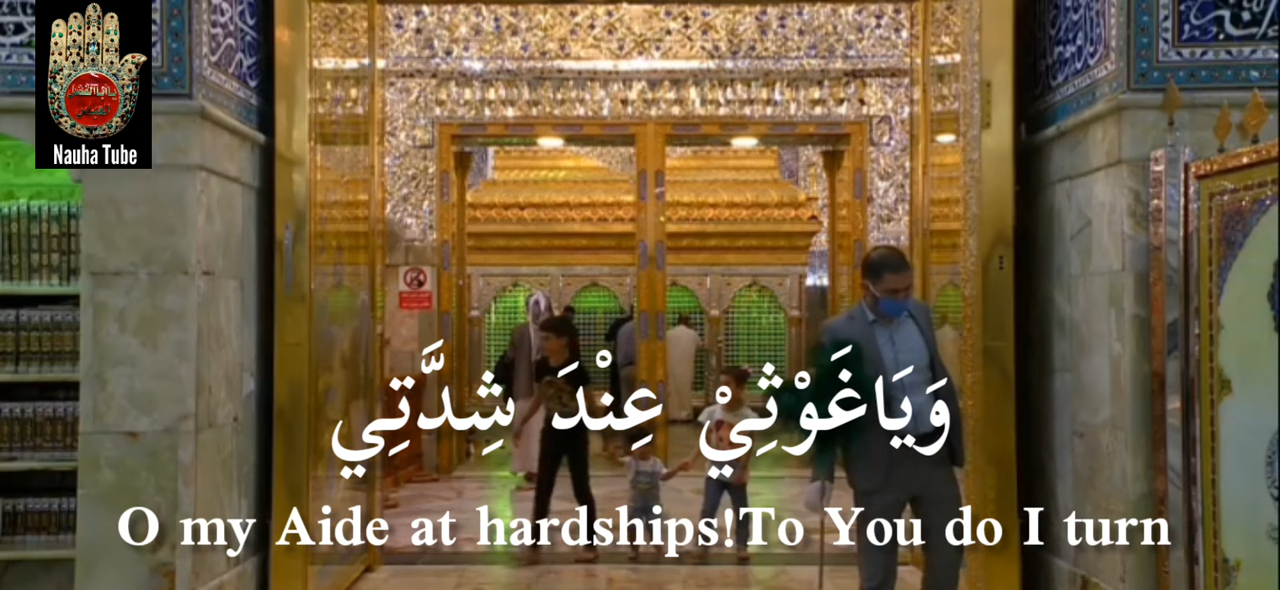 Nauha Tube
وَيَاغَوْثِيْ عِنْدَ شِدَّتِي
O my Aide at hardships!To You do I turn